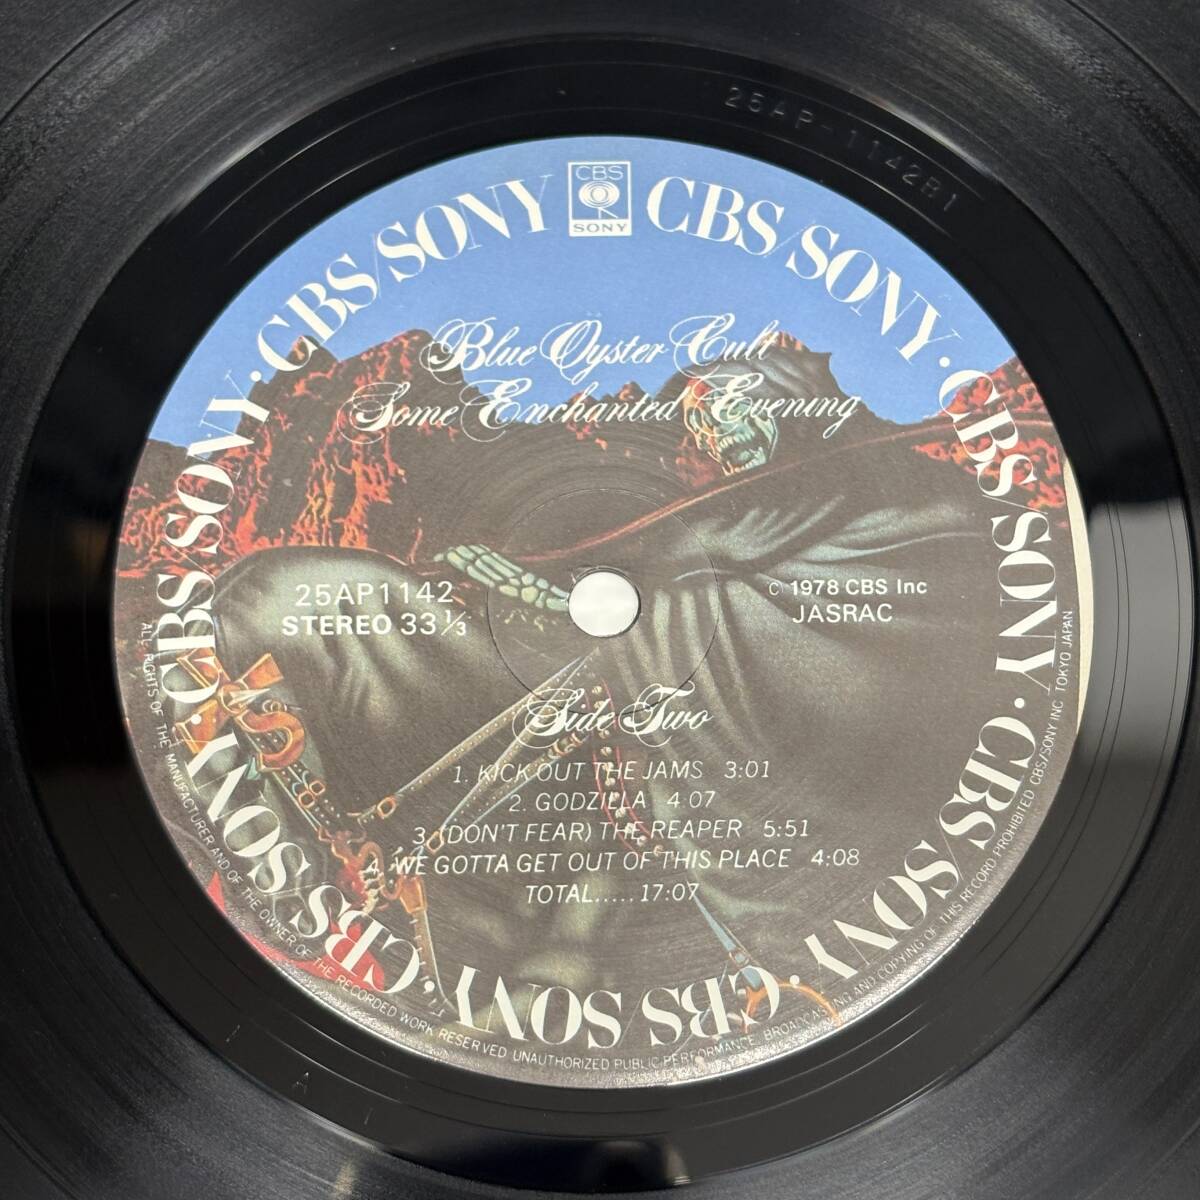 25AP-1142B1
CBS
SONY
CBS/SONY · CBS/SONY · CBS/SONY · CBS/SONY · CBS/SONY · CBS/SONY · CBS/SONY · CBS/SONY
Blue Öyster Cult
Some Enchanted Evening
25AP1142
STEREO 33⅓
© 1978 CBS Inc
JASRAC
Side Two
1. KICK OUT THE JAMS 3:01
2. GODZILLA 4:07
3. (DON'T FEAR) THE REAPER 5:51
4. WE GOTTA GET OUT OF THIS PLACE 4:08
TOTAL..... 17:07
ALL RIGHTS OF THE MANUFACTURER AND OF THE OWNER OF THE RECORDED WORK RESERVED UNAUTHORIZED PUBLIC PERFORMANCE, BROADCASTING AND COPYING OF THIS RECORD PROHIBITED CBS/SONY INC TOKYO JAPAN
A